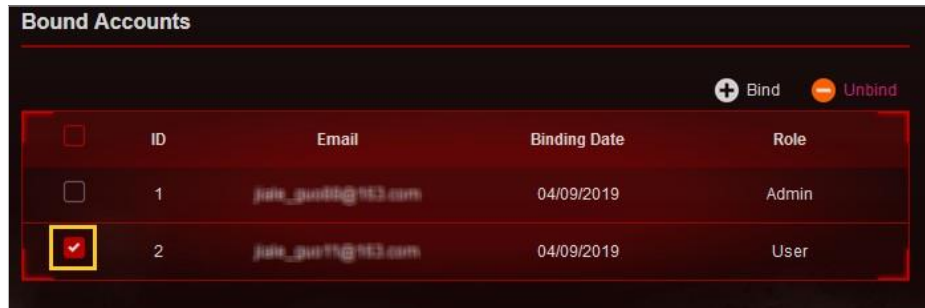 Bound Accounts
Bind Unbind
ID Email Binding Date Role
1 04/09/2019 Admin
2 04/09/2019 User